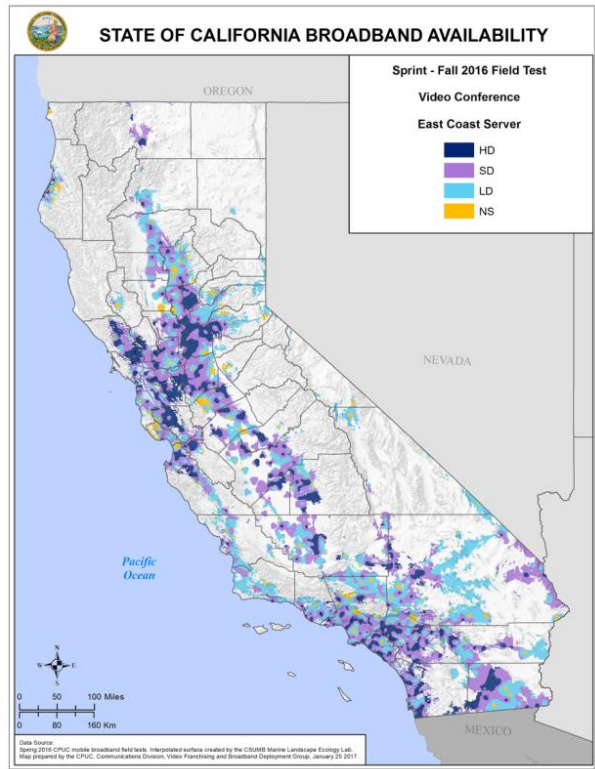 STATE OF CALIFORNIA BROADBAND AVAILABILITY
OREGON
Sprint - Fall 2016 Field Test
Video Conference
East Coast Server
HD
SD
LD
NS
NEVADA
Pacific
Ocean
N
W
E
S
0 50 100 Miles
0 80 160 Km
MEXICO
Data Source:
Spring 2016 CPUC mobile broadband field tests. Interpolated surface created by the CSUMB Marine Landscape Ecology Lab.
Map prepared by the CPUC, Communications Division, Video Franchising and Broadband Deployment Group, January 25 2017.